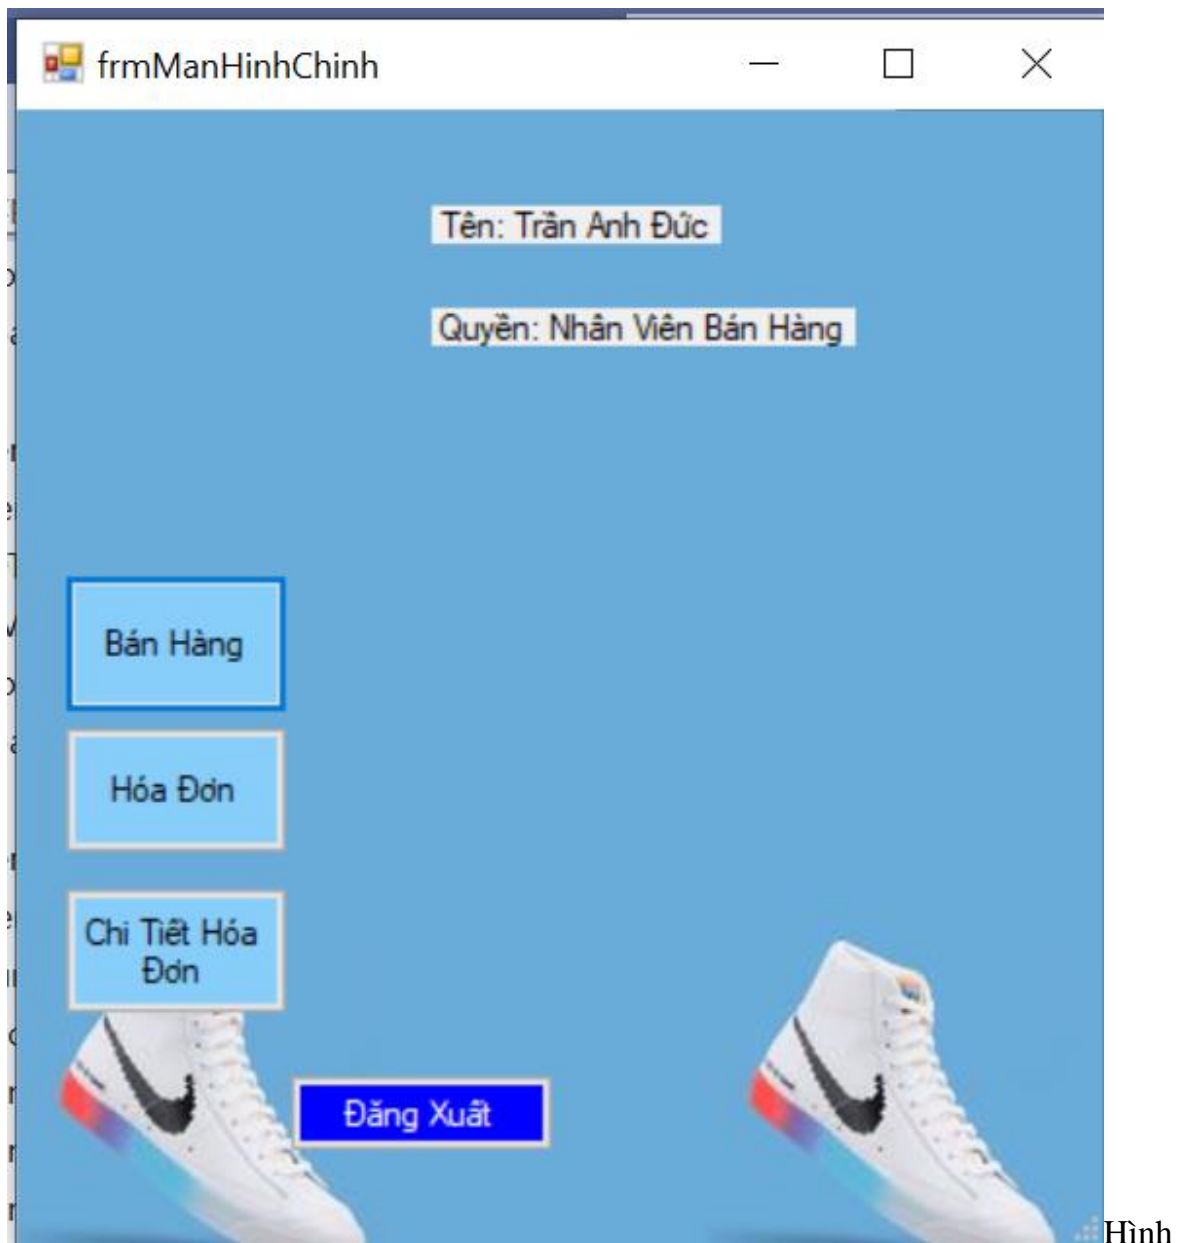 frmManHinhChinh
Tên: Trần Anh Đức
Quyền: Nhân Viên Bán Hàng
Bán Hàng
Hóa Đơn
Chi Tiết Hóa
Đơn
Đăng Xuất
Hình